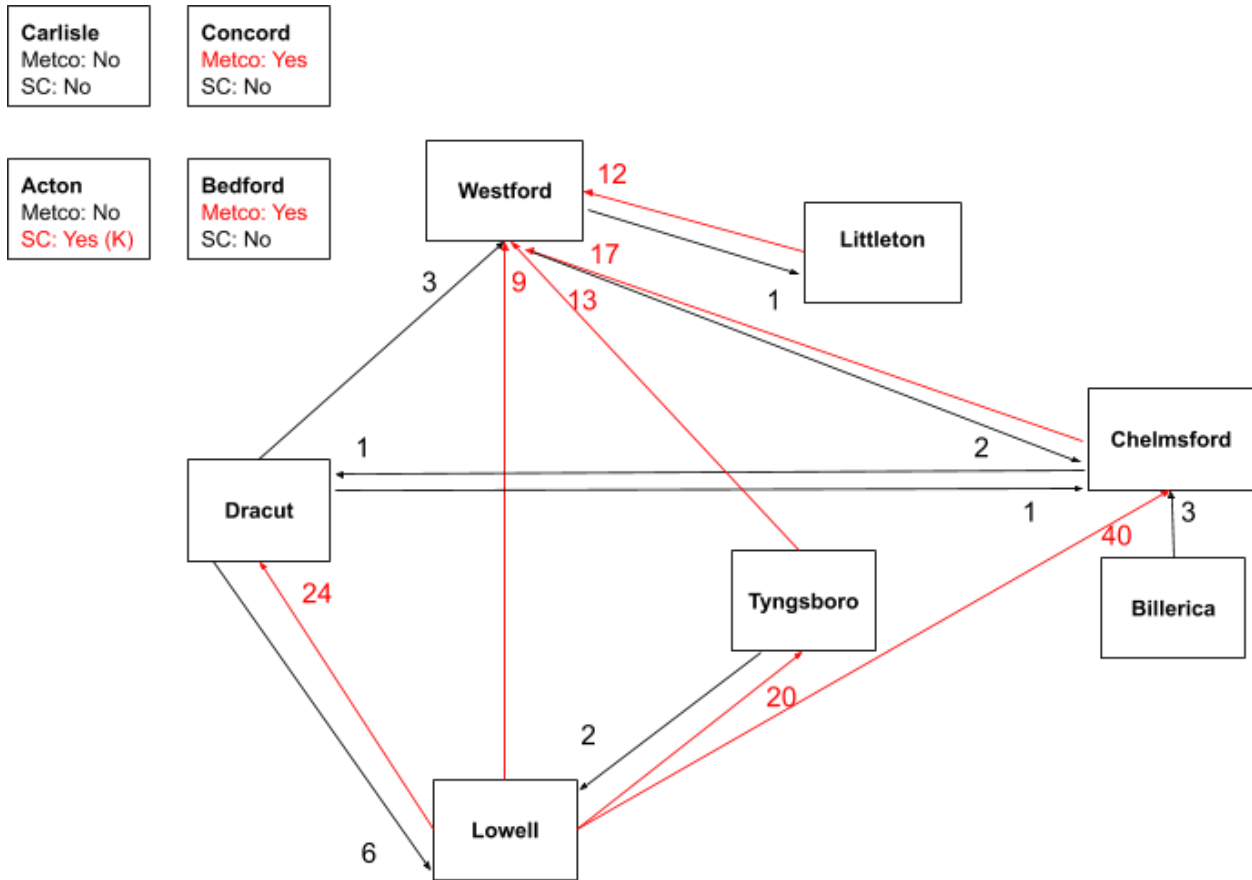 Carlisle
Metco: No
SC: No
Concord
Metco: Yes
SC: No
Acton
Metco: No
SC: Yes (K)
Bedford
Metco: Yes
SC: No
Westford
12
Littleton
17
1
3
9
13
Chelmsford
1
2
Dracut
1
40
3
24
Tyngsboro
Billerica
20
2
Lowell
6